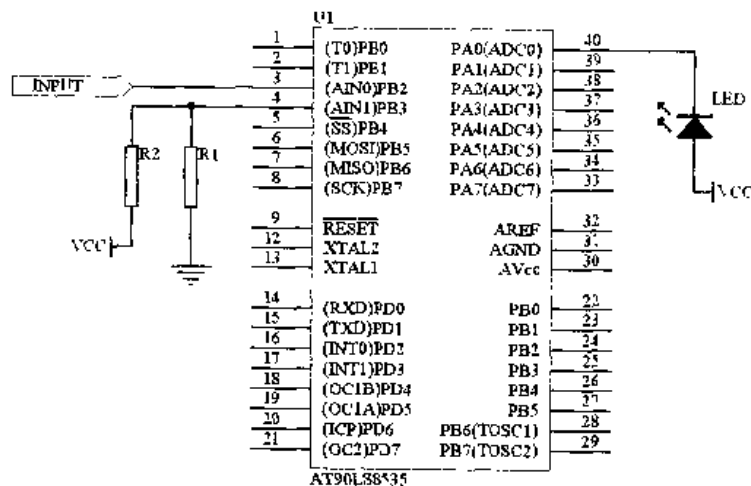 U1
INPUT
1 (T0)PB0
2 (T1)PB1
3 (AIN0)PB2
4 (AIN1)PB3
5 (SS)PB4
6 (MOSI)PB5
7 (MISO)PB6
8 (SCK)PB7
9 RESET
12 XTAL2
13 XTAL1
14 (RXD)PD0
15 (TXD)PD1
16 (INT0)PD2
17 (INT1)PD3
18 (OC1B)PD4
19 (OC1A)PD5
20 (ICP)PD6
21 (OC2)PD7
PA0(ADC0) 40
PA1(ADC1) 39
PA2(ADC2) 38
PA3(ADC3) 37
PA4(ADC4) 36
PA5(ADC5) 35
PA6(ADC6) 34
PA7(ADC7) 33
AREF 32
AGND 31
AVcc 30
PB0 22
PB1 23
PB2 24
PB3 25
PB4 26
PB5 27
PB6(TOSC1) 28
PB7(TOSC2) 29
R2
R1
VCC
LED
VCC
AT90LS8535